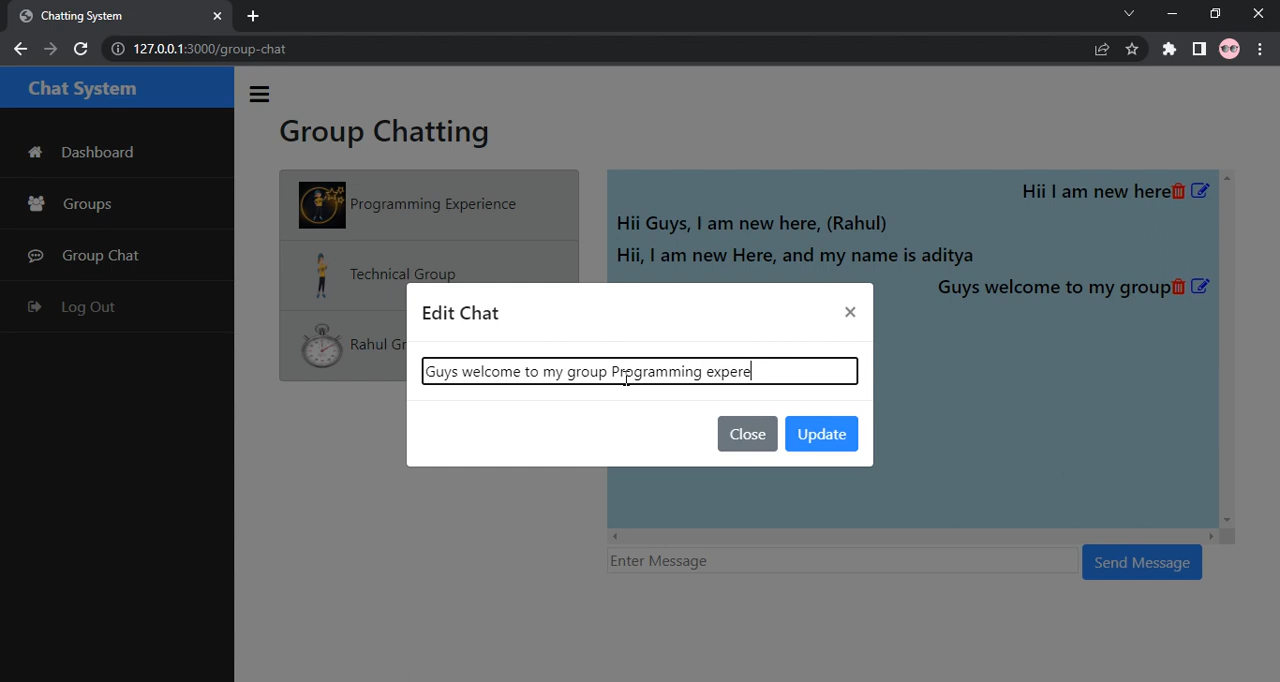 Chatting System
127.0.0.1:3000/group-chat
Chat System
Dashboard
Groups
Group Chat
Log Out
Group Chatting
Programming Experience
Technical Group
Rahul Gr
Hii I am new here
Hii Guys, I am new here, (Rahul)
Hii, I am new Here, and my name is aditya
Guys welcome to my group
Edit Chat
×
Guys welcome to my group Programming expere
Close Update
Enter Message
Send Message